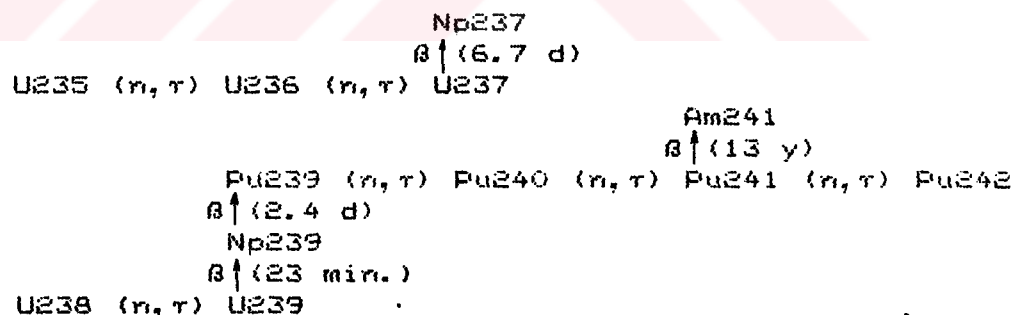 Np237
β (6.7 d)
U235 (n,γ) U236 (n,γ) U237
Am241
β (13 y)
Pu239 (n,γ) Pu240 (n,γ) Pu241 (n,γ) Pu242
β (2.4 d)
Np239
β (23 min.)
U238 (n,γ) U239